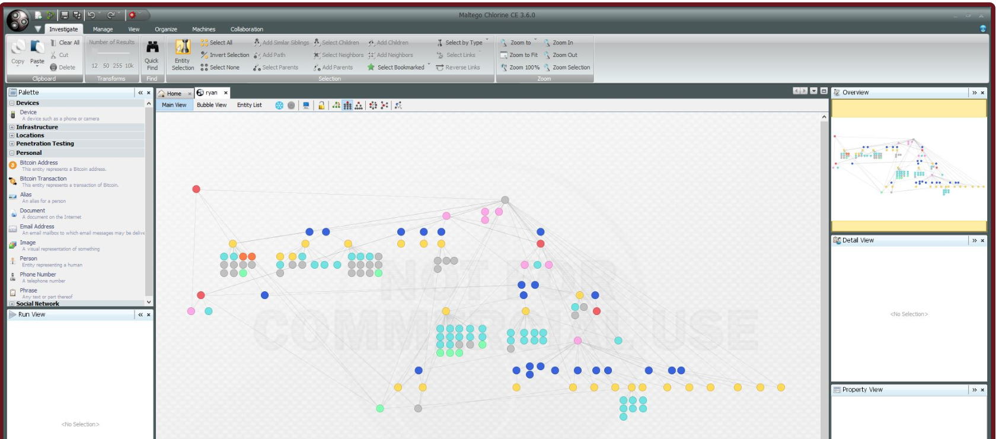 Maltego Chlorine CE 3.6.0
Investigate Manage View Organize Machines Collaboration
Copy Paste Clear All Cut Delete
Clipboard
Number of Results
12 50 255 10k
Transforms
Quick Find
Find
Entity Selection
Select All Add Similar Siblings Select Children Add Children Select by Type
Invert Selection Add Path Select Neighbors Add Neighbors Select Links
Select None Select Parents Add Parents Select Bookmarked Reverse Links
Selection
Zoom to Zoom In
Zoom to Fit Zoom Out
Zoom 100% Zoom Selection
Zoom
Palette
Devices
Device
A device such as a phone or camera
Infrastructure
Locations
Penetration Testing
Personal
Bitcoin Address
This entity represents a Bitcoin address.
Bitcoin Transaction
This entity represents a transaction of Bitcoin.
Alias
An alias for a person
Document
A document on the Internet
Email Address
An email mailbox to which email messages may be delive
Image
A visual representation of something
Person
Entity representing a human
Phone Number
A telephone number
Phrase
Any text or part thereof
Social Network
Run View
<No Selection>
Home ryan
Main View Bubble View Entity List
NOT FOR
COMMERCIAL USE
Overview
Detail View
<No Selection>
Property View